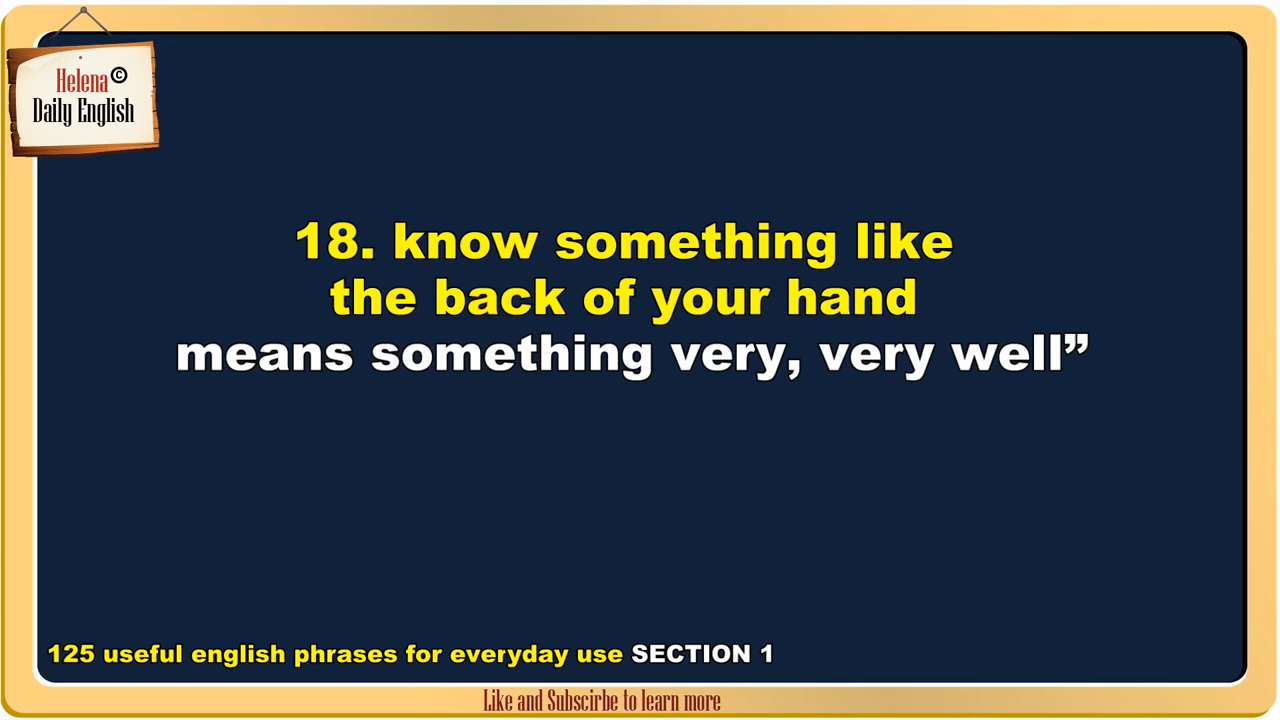 Helena ©
Daily English
18. know something like
the back of your hand
means something very, very well”
125 useful english phrases for everyday use SECTION 1
Like and Subscirbe to learn more